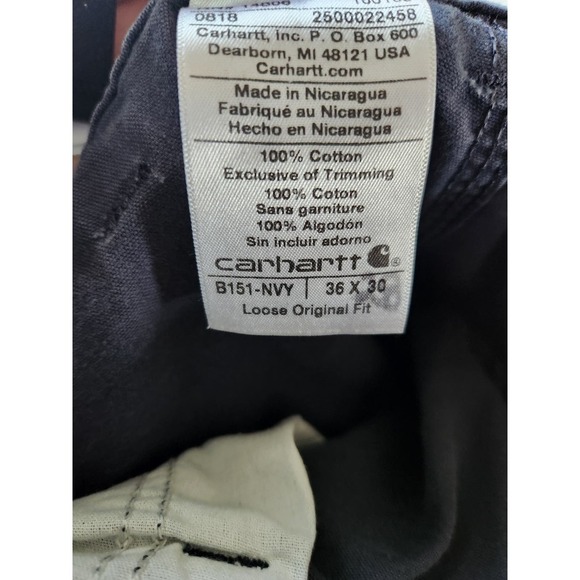 0818 2500022458
Carhartt, Inc. P. O. Box 600
Dearborn, MI 48121 USA
Carhartt.com
Made in Nicaragua
Fabriqué au Nicaragua
Hecho en Nicaragua
100% Cotton
Exclusive of Trimming
100% Coton
Sans garniture
100% Algodón
Sin incluir adorno
carhartt ®
B151-NVY | 36 X 30
Loose Original Fit